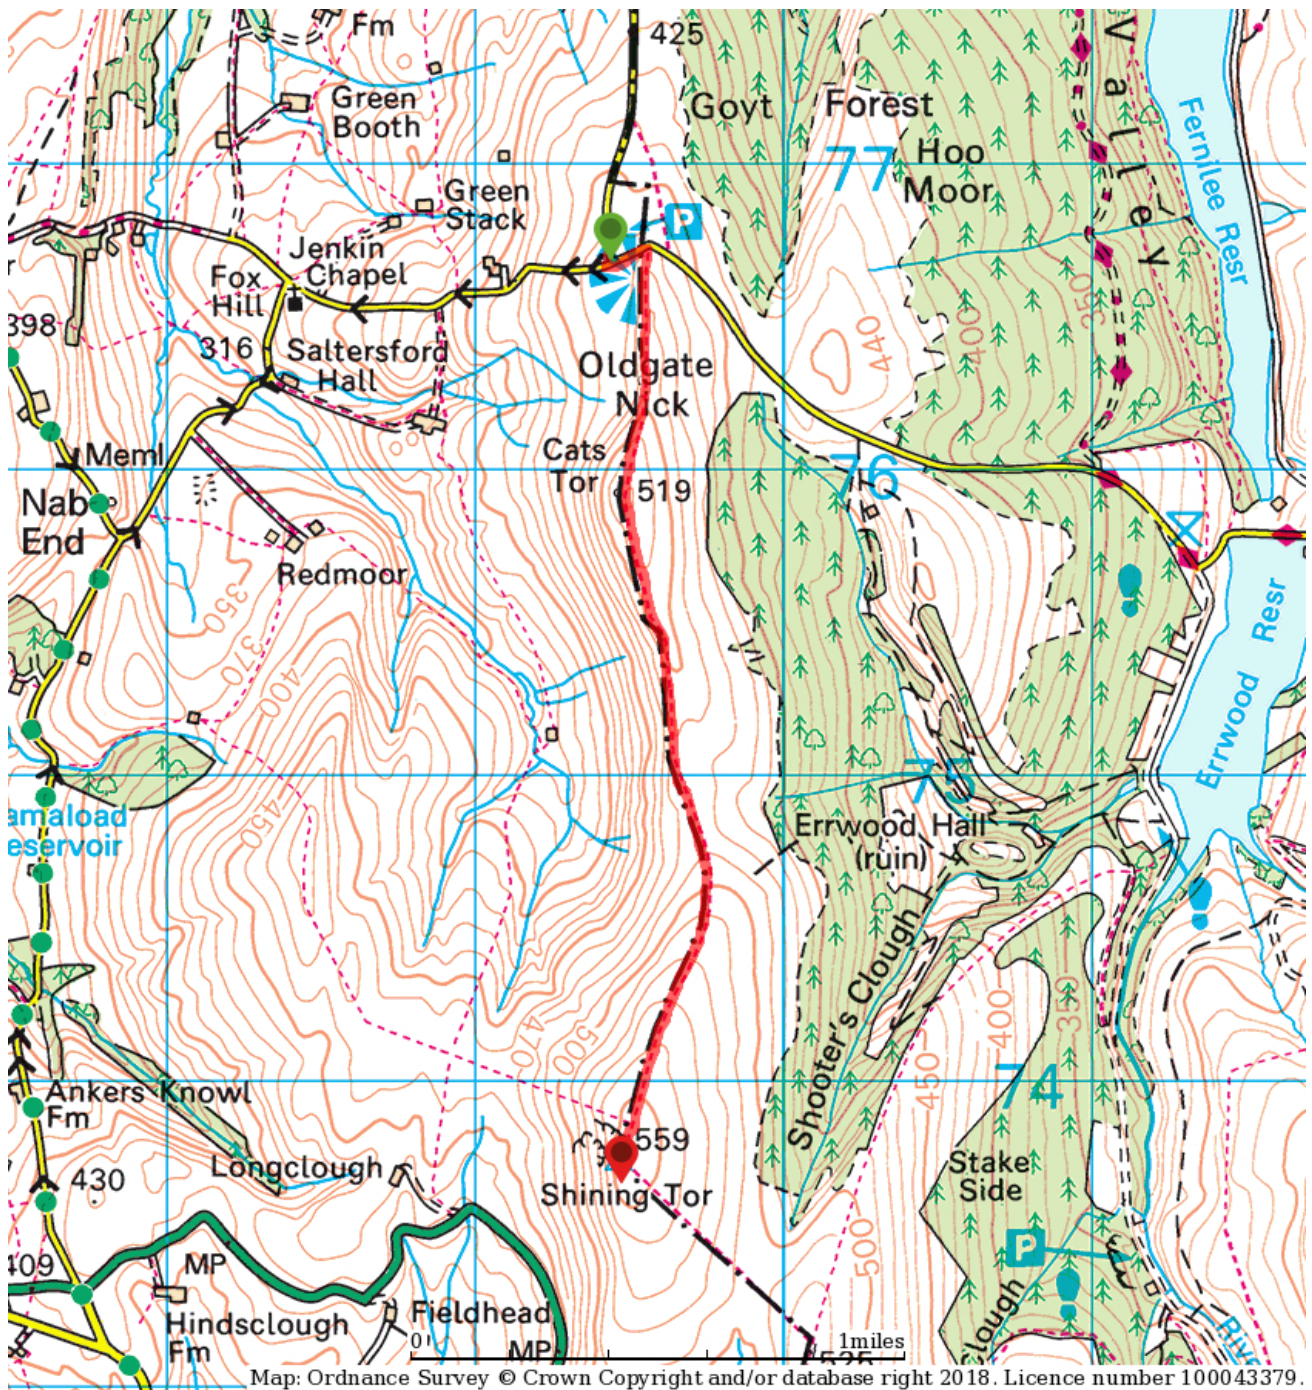 Fm
425
Green
Booth
Goyt
Forest
Valley
Fernilee Resr
77
Hoo
Moor
Green
Stack
P
Jenkin
Chapel
Fox
Hill
398
316
Saltersford
Hall
440
400
350
Oldgate
Nick
Cats
Tor
519
76
Meml
Nab
End
Redmoor
350
370
400
450
Errwood Resr
75
amaload
eservoir
Errwood Hall
(ruin)
Shooter's Clough
470
500
400
350
450
74
Ankers Knowl
Fm
430
Longclough
559
Shining Tor
Stake
Side
500
P
409
MP
Hindsclough
Fm
Fieldhead
MP
Clough
0
1miles
525
Map: Ordnance Survey © Crown Copyright and/or database right 2018. Licence number 100043379.